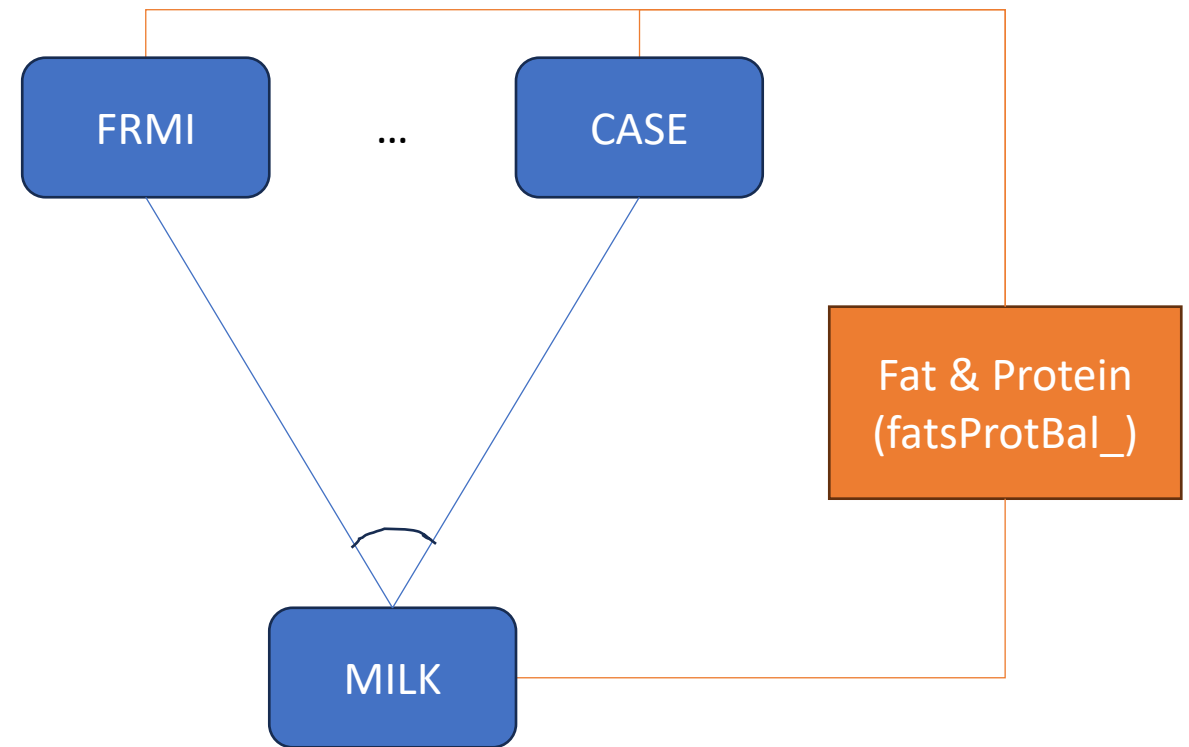 FRMI
...
CASE
Fat & Protein
(fatsProtBal_)
MILK